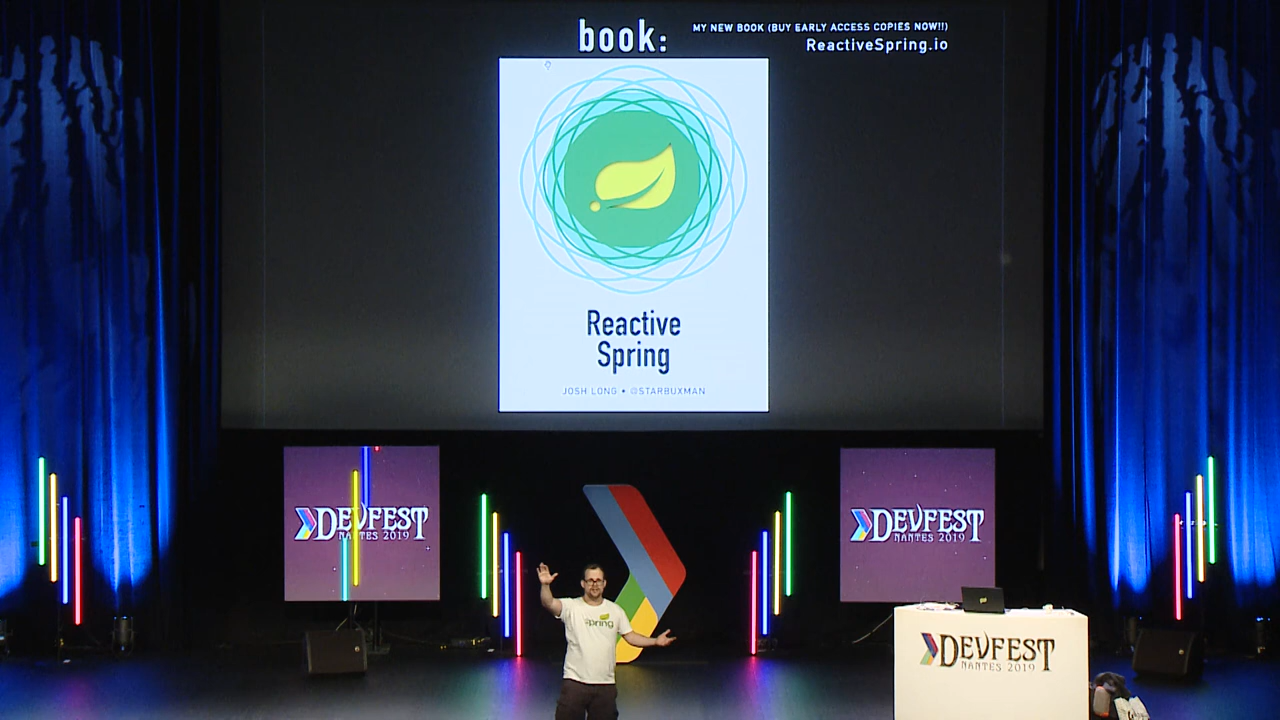 book:
MY NEW BOOK (BUY EARLY ACCESS COPIES NOW!!)
ReactiveSpring.io
Reactive
Spring
JOSH LONG • @STARBUXMAN
DEVFEST
NANTES 2019
DEVFEST
NANTES 2019
spring
DEVFEST
NANTES 2019